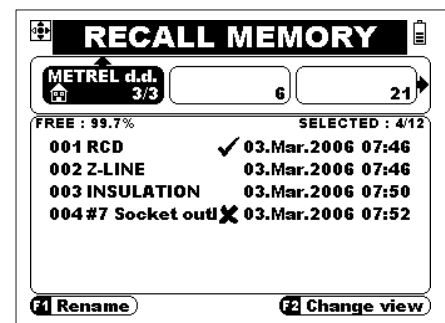 RECALL MEMORY
METREL d.d.
3/3 6 21
FREE : 99.7% SELECTED : 4/12
001 RCD 03.Mar.2006 07:46
002 Z-LINE 03.Mar.2006 07:46
003 INSULATION 03.Mar.2006 07:50
004 #7 Socket outl 03.Mar.2006 07:52
F1 Rename F2 Change view